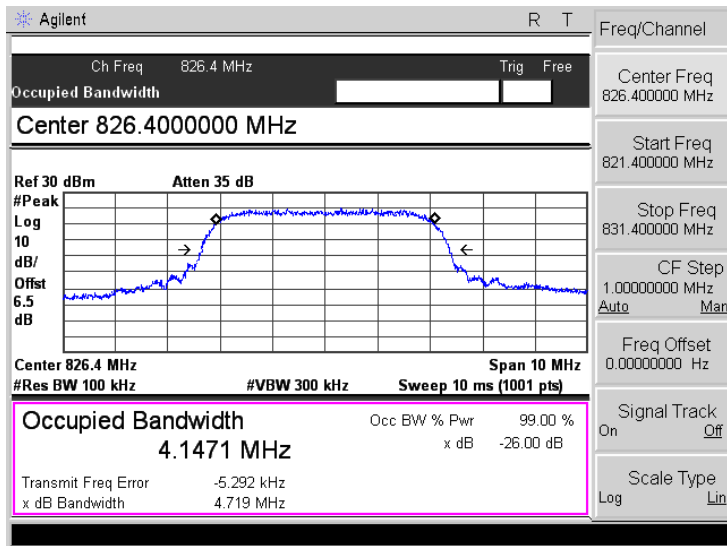 Agilent R T
Ch Freq 826.4 MHz Trig Free
Occupied Bandwidth
Center 826.4000000 MHz
Ref 30 dBm Atten 35 dB
#Peak
Log
10
dB/
Offst
6.5
dB
Center 826.4 MHz Span 10 MHz
#Res BW 100 kHz #VBW 300 kHz Sweep 10 ms (1001 pts)
Occupied Bandwidth
4.1471 MHz
Occ BW % Pwr 99.00 %
x dB -26.00 dB
Transmit Freq Error -5.292 kHz
x dB Bandwidth 4.719 MHz
Freq/Channel
Center Freq
826.400000 MHz
Start Freq
821.400000 MHz
Stop Freq
831.400000 MHz
CF Step
1.00000000 MHz
Auto Man
Freq Offset
0.00000000 Hz
Signal Track
On Off
Scale Type
Log Lin